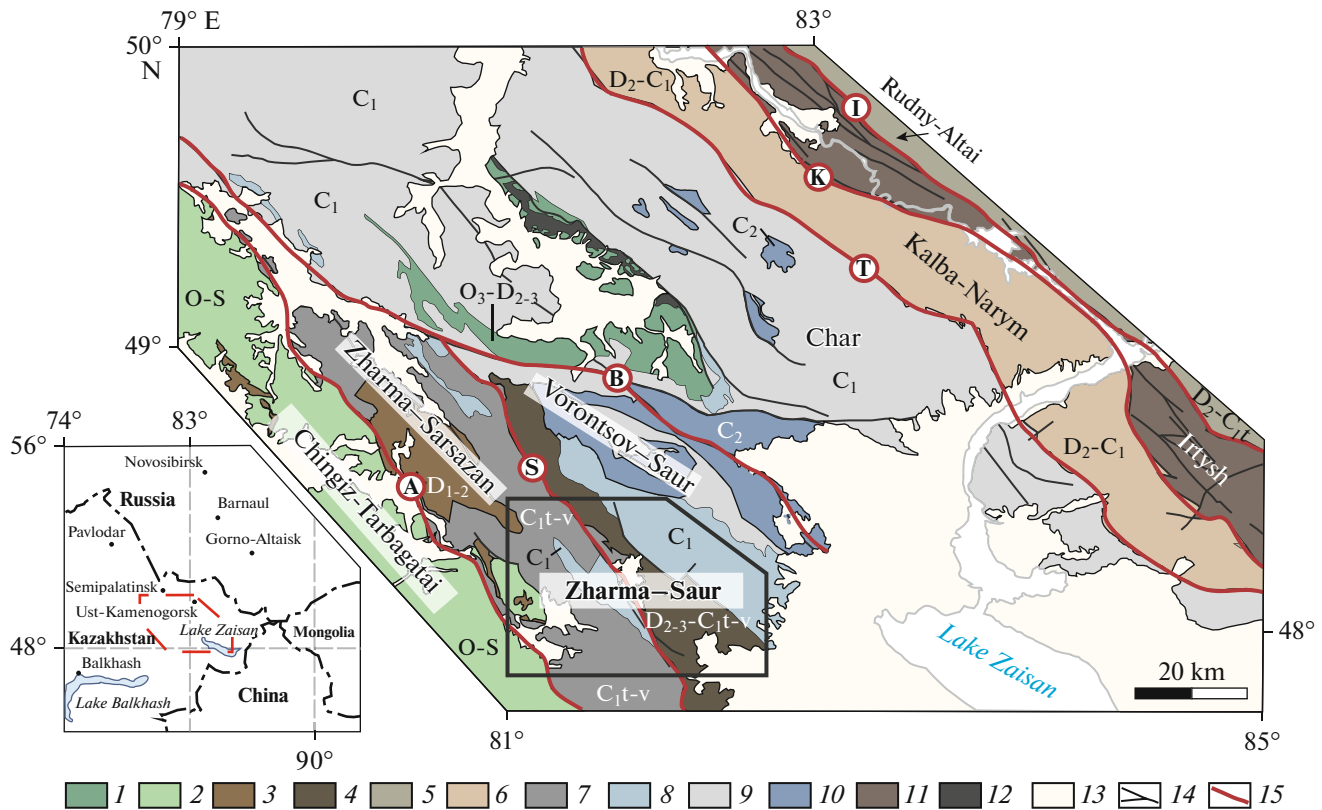 79° E
83°
50°
N
D₂-C₁
I
Rudny-Altai
C₁
K
C₁
C₂
T
Kalba-Narym
O-S
O₃-D₂₋₃
Char
49°
C₁
B
Zharma–Sarsazan
Vorontsov–Saur
C₂
D₂-C₁t
Chingiz-Tarbagatai
S
D₂-C₁
Irtysh
A
D₁₋₂
C₁t-v
C₁
C₁
Zharma–Saur
D₂₋₃-C₁t-v
O-S
C₁t-v
48°
Lake Zaisan
20 km
81°
85°
74°
83°
56°
Novosibirsk
Russia
Barnaul
Pavlodar
Gorno-Altaisk
Semipalatinsk
Ust-Kamenogorsk
Lake Zaisan
Kazakhstan
Mongolia
48°
Balkhash
China
Lake Balkhash
90°
1 2 3 4 5 6 7 8 9 10 11 12 13 14 15